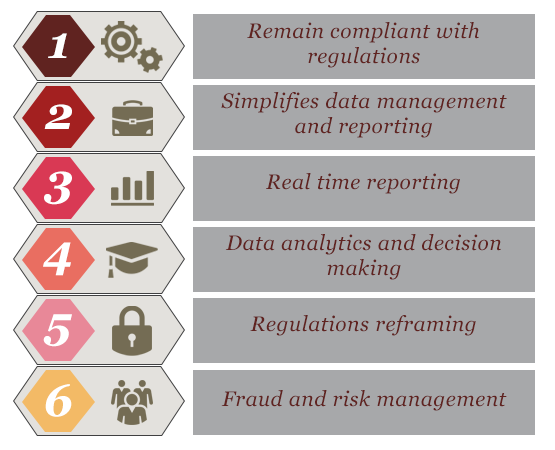 1
Remain compliant with
regulations
2
Simplifies data management
and reporting
3
Real time reporting
4
Data analytics and decision
making
5
Regulations reframing
6
Fraud and risk management